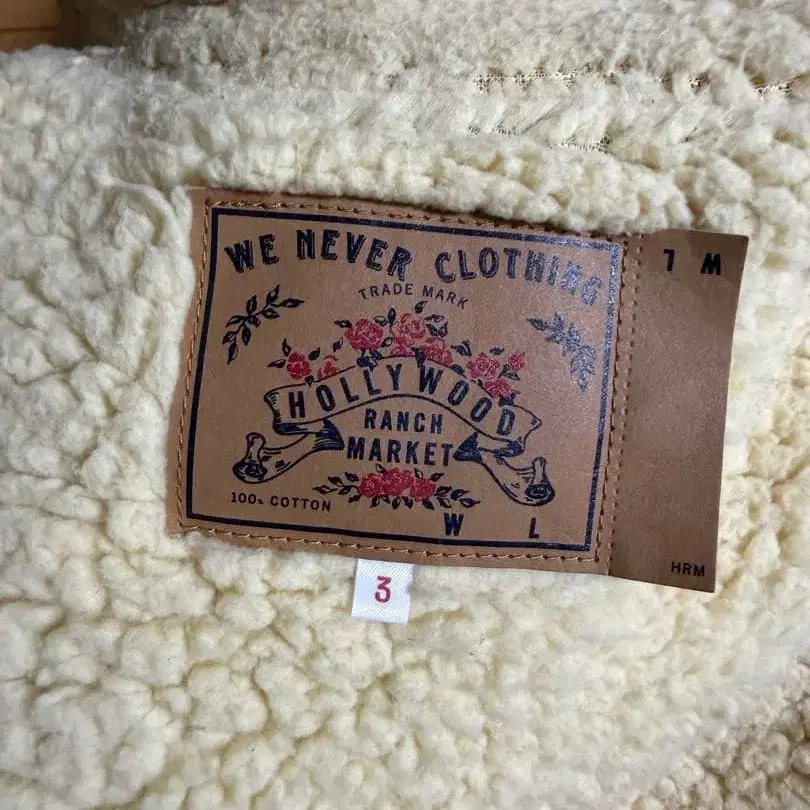 WE NEVER CLOTHING
TRADE MARK
HOLLYWOOD
RANCH
MARKET
100% COTTON
W L
W L
HRM
3